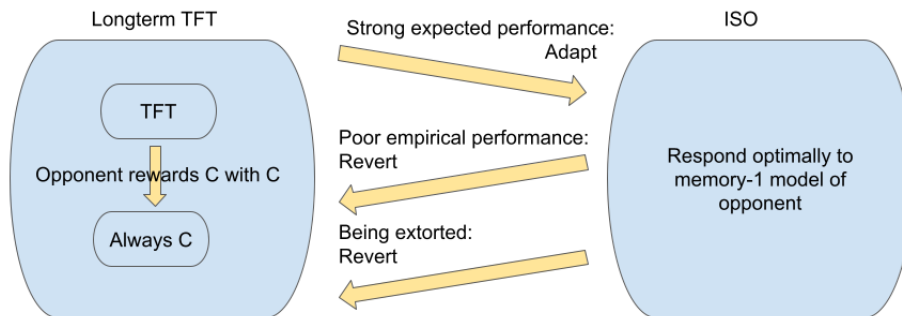 Longterm TFT
TFT
Opponent rewards C with C
Always C
Strong expected performance:
Adapt
Poor empirical performance:
Revert
Being extorted:
Revert
ISO
Respond optimally to
memory-1 model of
opponent